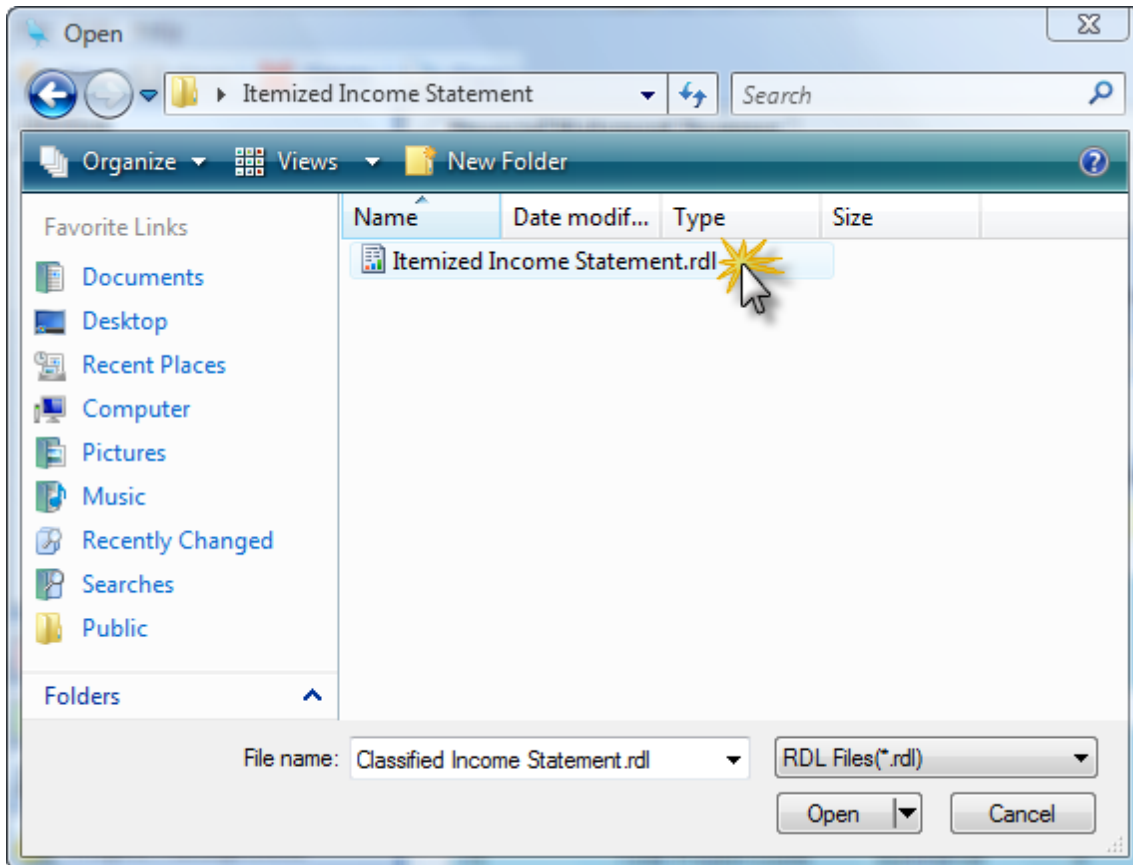 Open
Itemized Income Statement
Search
Organize Views New Folder
Favorite Links
Documents
Desktop
Recent Places
Computer
Pictures
Music
Recently Changed
Searches
Public
Folders
Name Date modif... Type Size
Itemized Income Statement.rdl
File name: Classified Income Statement.rdl RDL Files(*.rdl)
Open Cancel